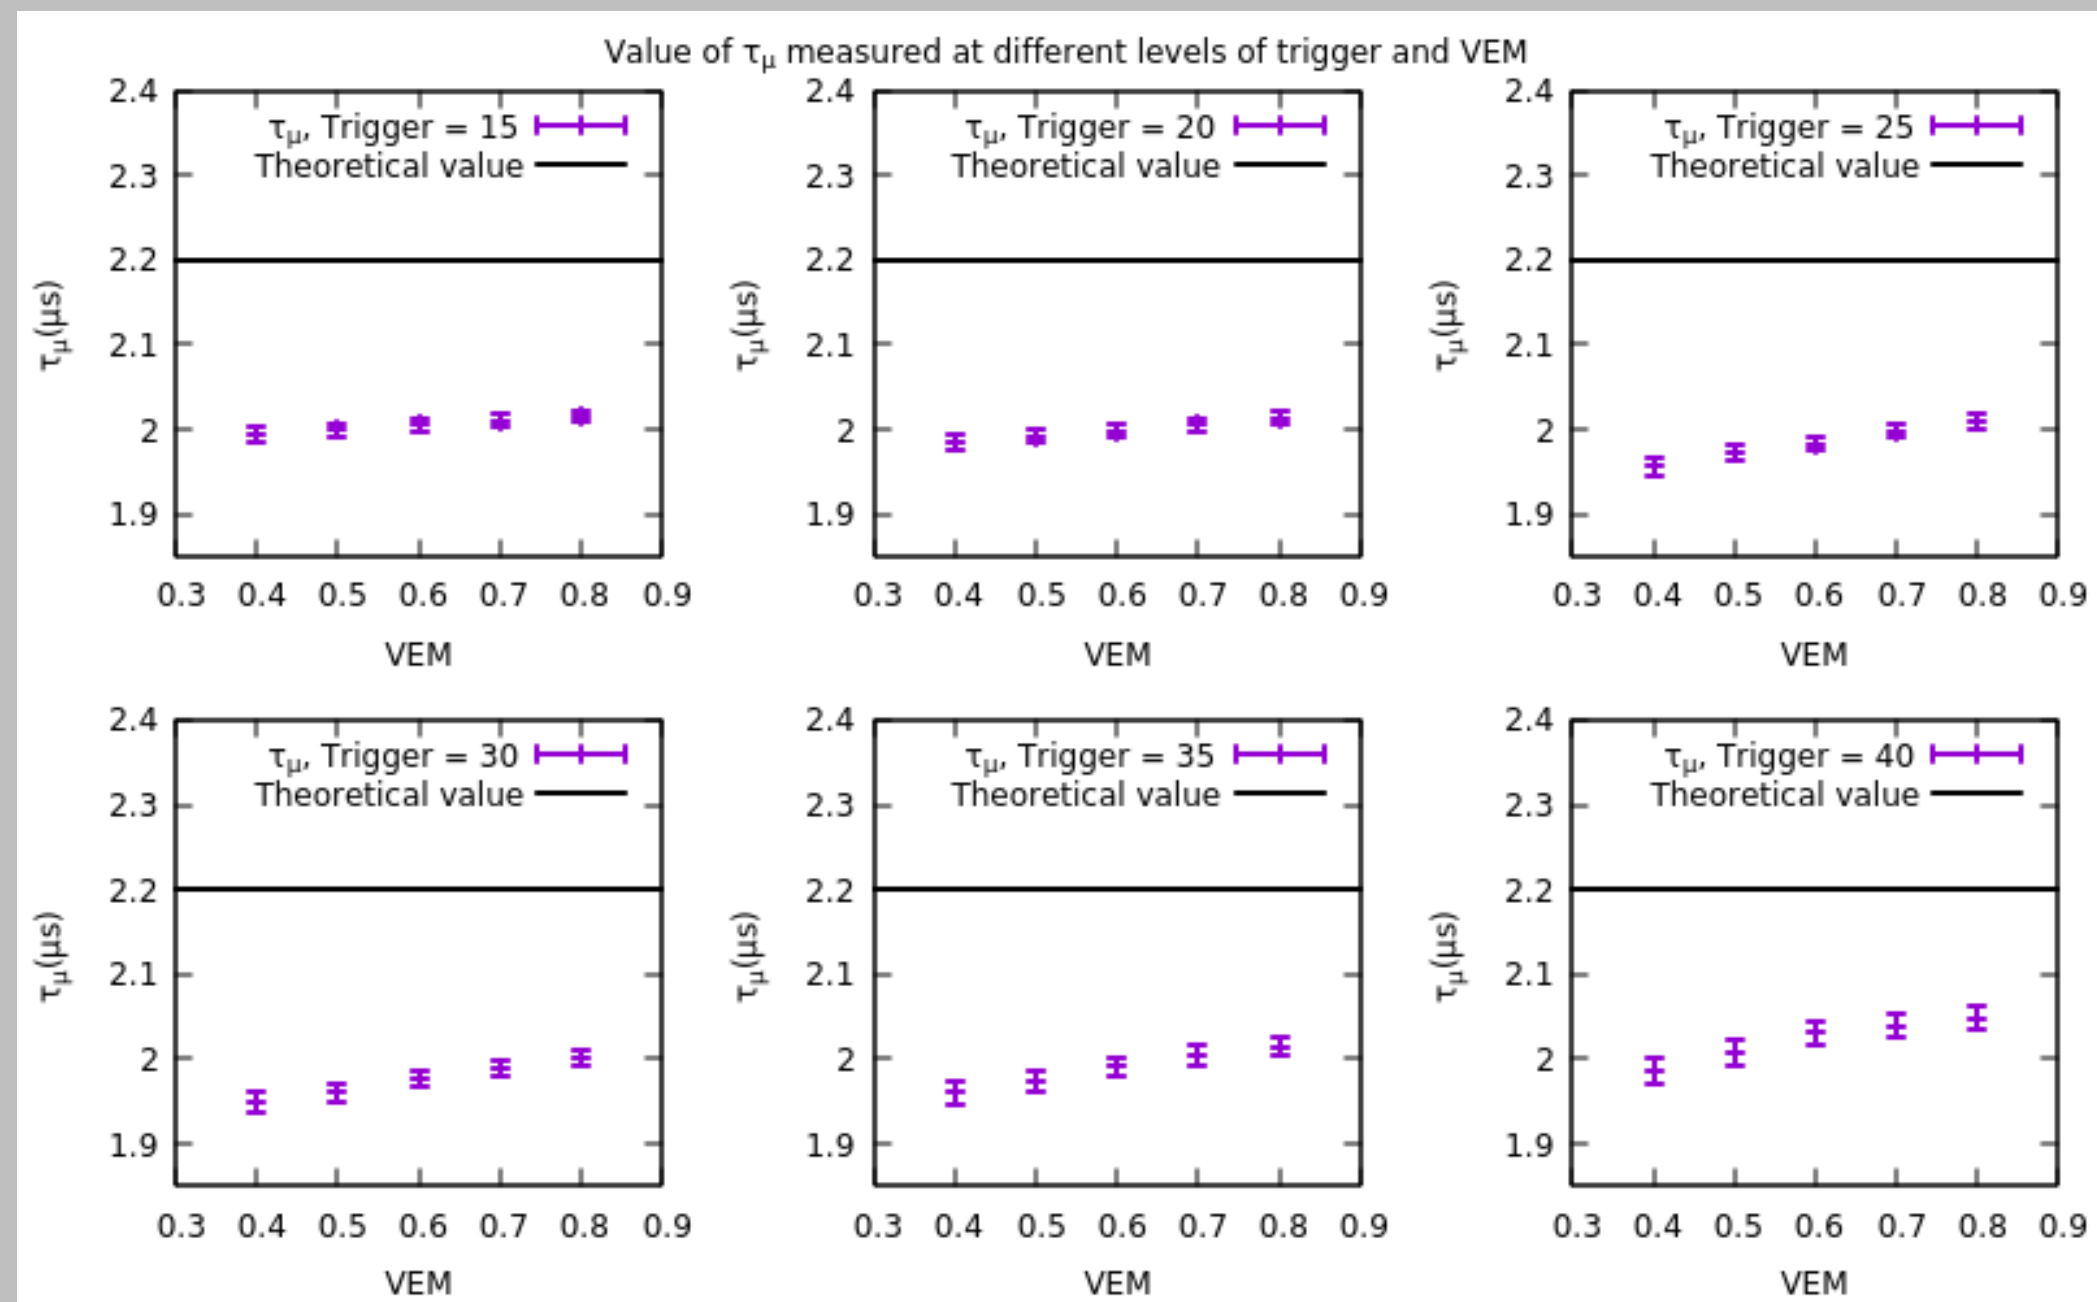 Value of τμ measured at different levels of trigger and VEM
2.4
2.3
2.2
2.1
2
1.9
τμ(μs)
τμ, Trigger = 15
Theoretical value
0.3 0.4 0.5 0.6 0.7 0.8 0.9
VEM
2.4
2.3
2.2
2.1
2
1.9
τμ(μs)
τμ, Trigger = 20
Theoretical value
0.3 0.4 0.5 0.6 0.7 0.8 0.9
VEM
2.4
2.3
2.2
2.1
2
1.9
τμ(μs)
τμ, Trigger = 25
Theoretical value
0.3 0.4 0.5 0.6 0.7 0.8 0.9
VEM
2.4
2.3
2.2
2.1
2
1.9
τμ(μs)
τμ, Trigger = 30
Theoretical value
0.3 0.4 0.5 0.6 0.7 0.8 0.9
VEM
2.4
2.3
2.2
2.1
2
1.9
τμ(μs)
τμ, Trigger = 35
Theoretical value
0.3 0.4 0.5 0.6 0.7 0.8 0.9
VEM
2.4
2.3
2.2
2.1
2
1.9
τμ(μs)
τμ, Trigger = 40
Theoretical value
0.3 0.4 0.5 0.6 0.7 0.8 0.9
VEM